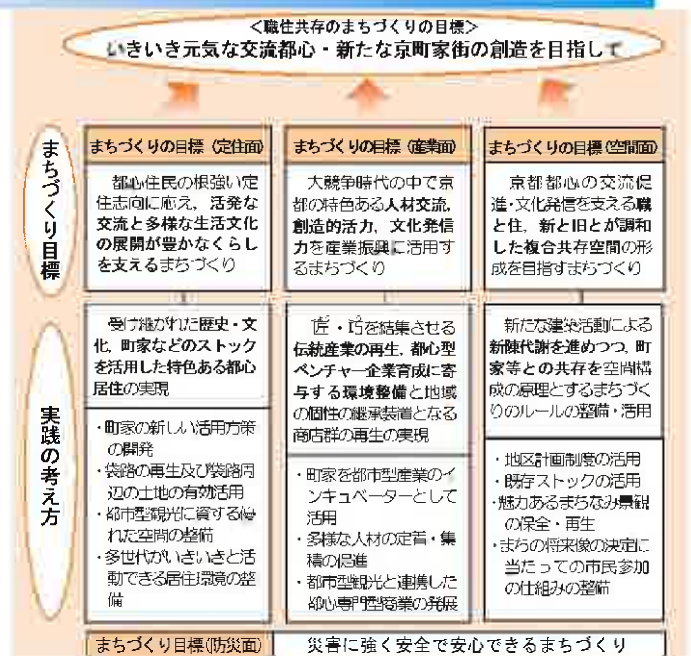 <職住共存のまちづくりの目標>
いきいき元気な交流都心・新たな京町家街の創造を目指して
まちづくり目標
まちづくりの目標(定住面)
都心住民の根強い定
住志向に応え,活発な
交流と多様な生活文化
の展開が豊かなくらし
を支えるまちづくり
まちづくりの目標(産業面)
大競争時代の中で京
都の特色ある人材交流,
創造的活力,文化発信
力を産業振興に活用す
るまちづくり
まちづくりの目標(空間面)
京都都心の交流促
進・文化発信を支える職
と住,新と旧とが調和
した複合共存空間の形
成を目指すまちづくり
実践の考え方
受け継がれた歴史・文
化,町家などのストック
を活用した特色ある都心
居住の実現
・町家の新しい活用方策
の開発
・袋路の再生及び袋路周
辺の土地の有効活用
・都市型観光に資する優
れた空間の整備
・多世代がいきいきと活
動できる居住環境の整
備
匠・巧を結集させる
伝統産業の再生,都心型
ベンチャー企業育成に寄
与する環境整備と地域
の個性の継承装置となる
商店群の再生の実現
・町家を都市型産業のイ
ンキュベーターとして
活用
・多様な人材の定着・集
積の促進
・都市型観光と連携した
都心専門型商業の発展
新たな建築活動による
新陳代謝を進めつつ,町
家等との共存を空間構
成の原理とするまちづく
りのルールの整備・活用
・地区計画制度の活用
・既存ストックの活用
・魅力あるまちなみ景観
の保全・再生
・まちの将来像の決定に
当たっての市民参加
の仕組みの整備
まちづくり目標(防災面)
災害に強く安全で安心できるまちづくり